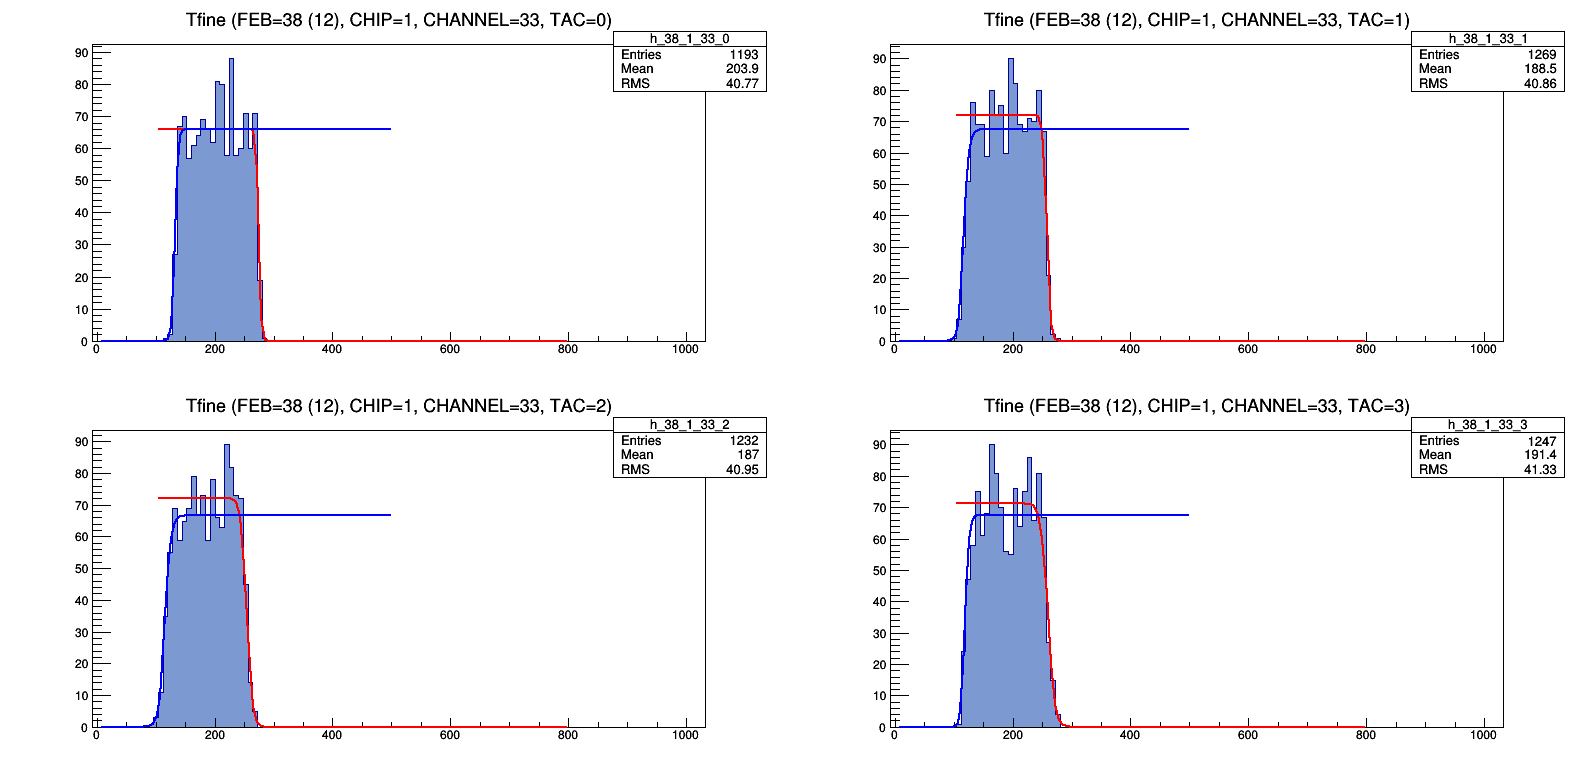 Tfine (FEB=38 (12), CHIP=1, CHANNEL=33, TAC=0)
h_38_1_33_0
Entries 1193
Mean 203.9
RMS 40.77
90
80
70
60
50
40
30
20
10
0
0 200 400 600 800 1000
Tfine (FEB=38 (12), CHIP=1, CHANNEL=33, TAC=1)
h_38_1_33_1
Entries 1269
Mean 188.5
RMS 40.86
90
80
70
60
50
40
30
20
10
0
0 200 400 600 800 1000
Tfine (FEB=38 (12), CHIP=1, CHANNEL=33, TAC=2)
h_38_1_33_2
Entries 1232
Mean 187
RMS 40.95
90
80
70
60
50
40
30
20
10
0
0 200 400 600 800 1000
Tfine (FEB=38 (12), CHIP=1, CHANNEL=33, TAC=3)
h_38_1_33_3
Entries 1247
Mean 191.4
RMS 41.33
90
80
70
60
50
40
30
20
10
0
0 200 400 600 800 1000